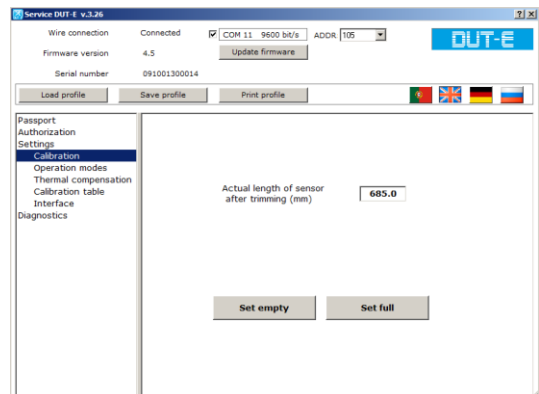 Service DUT-E v.3.26
Wire connection Connected COM 11 9600 bit/s ADDR 105
DUT-E
Firmware version 4.5 Update firmware
Serial number 091001300014
Load profile Save profile Print profile
Passport
Authorization
Settings
Calibration
Operation modes
Thermal compensation
Calibration table
Interface
Diagnostics
Actual length of sensor
after trimming (mm) 685.0
Set empty Set full